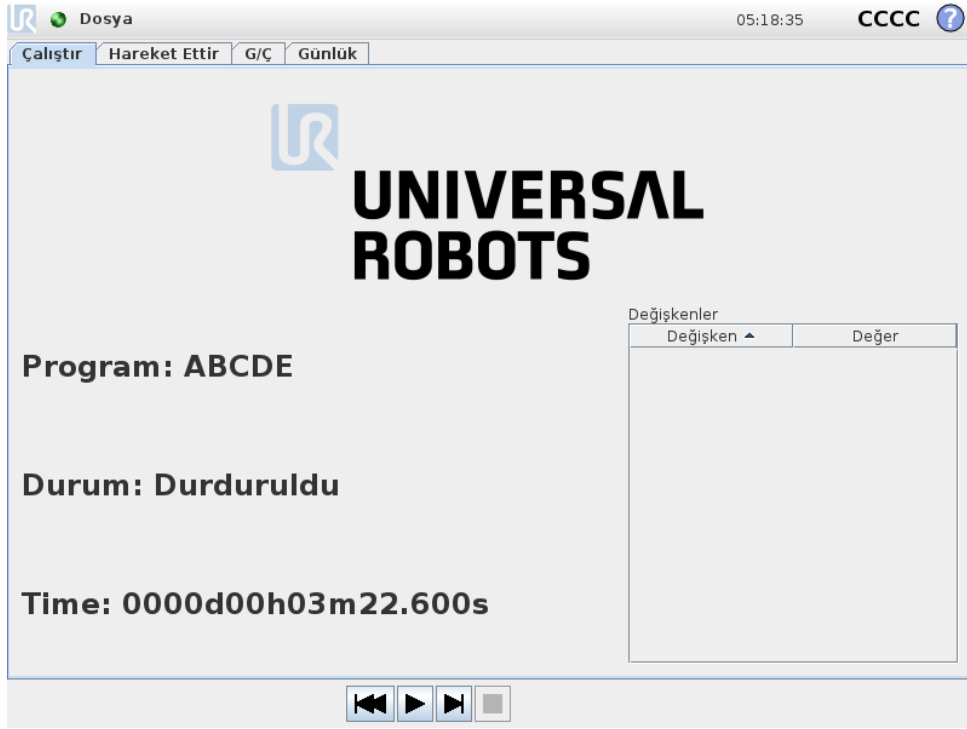 Dosya 05:18:35 CCCC ?
Çalıştır Hareket Ettir G/Ç Günlük
UNIVERSAL
ROBOTS
Değişkenler
Değişken Değer
Program: ABCDE
Durum: Durduruldu
Time: 0000d00h03m22.600s